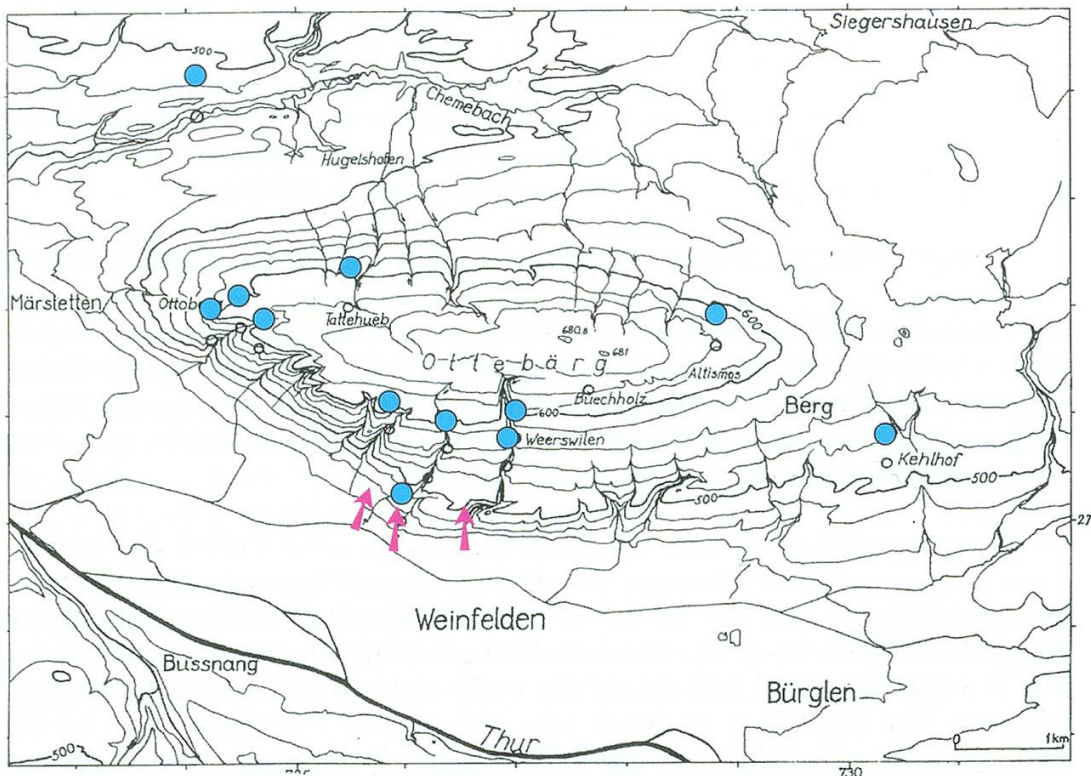 Siegershausen
500
Chemebach
Hugelshofen
Märstetten
Ottob
Tattehueb
600
680.8
681
Ottebärg
Altismos
Buechholz
600
Berg
Weerswilen
Kehlhof
500
27
Weinfelden
Bussnang
Bürglen
Thur
500
0 1km
730